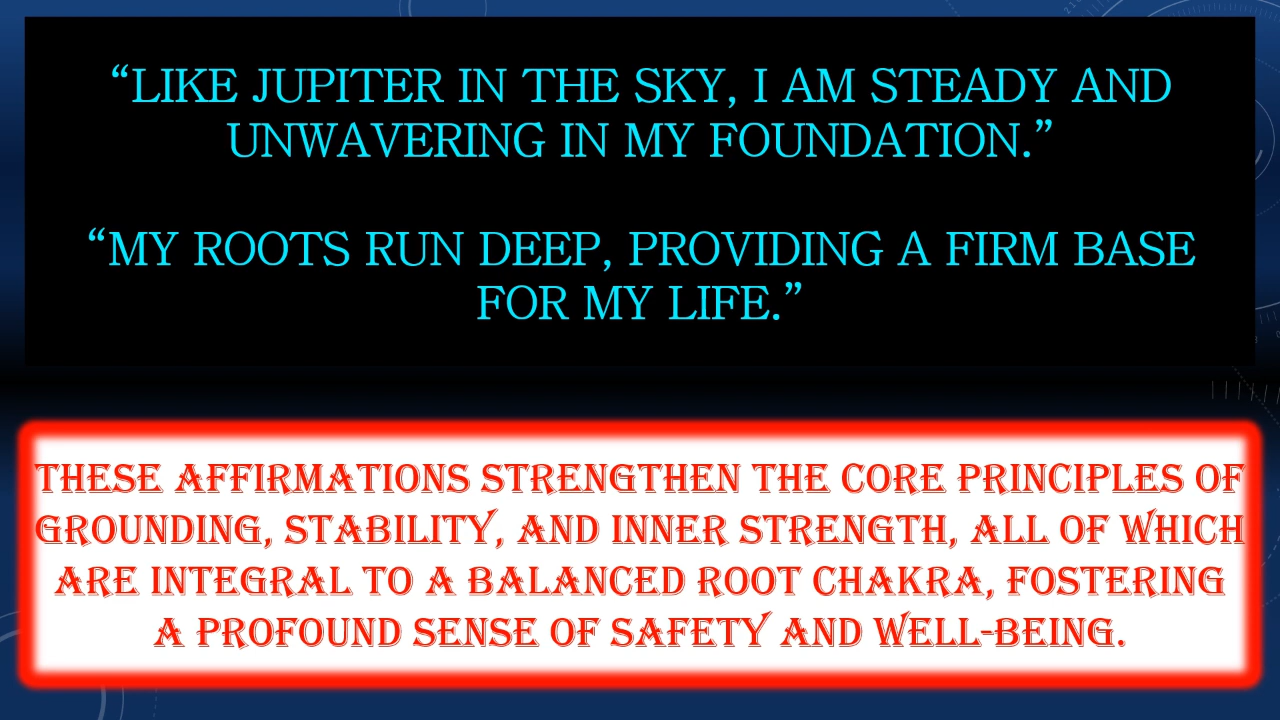 “LIKE JUPITER IN THE SKY, I AM STEADY AND
UNWAVERING IN MY FOUNDATION.”
“MY ROOTS RUN DEEP, PROVIDING A FIRM BASE
FOR MY LIFE.”
THESE AFFIRMATIONS STRENGTHEN THE CORE PRINCIPLES OF
GROUNDING, STABILITY, AND INNER STRENGTH, ALL OF WHICH
ARE INTEGRAL TO A BALANCED ROOT CHAKRA, FOSTERING
A PROFOUND SENSE OF SAFETY AND WELL-BEING.